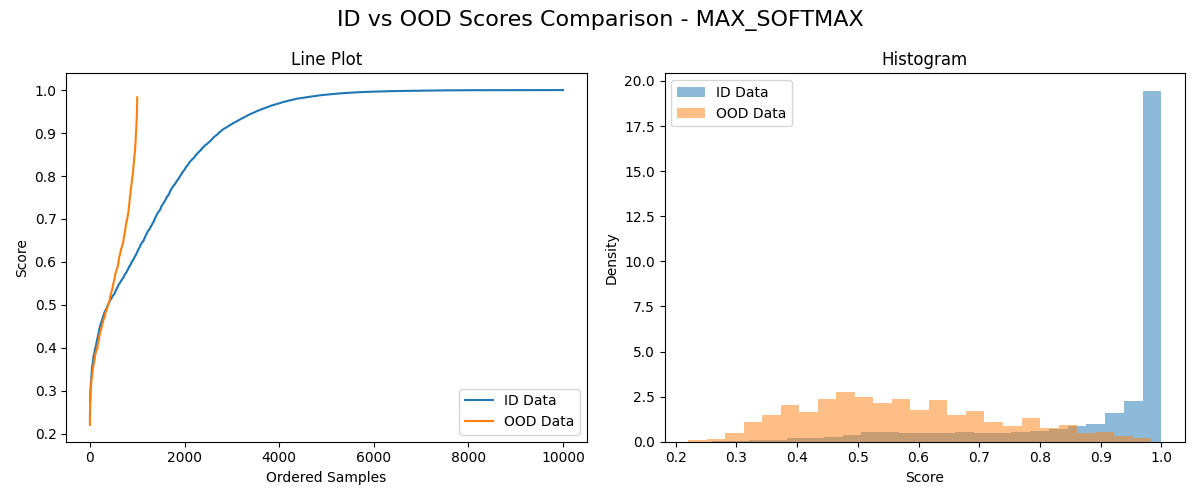 ID vs OOD Scores Comparison - MAX_SOFTMAX
Line Plot
1.0
0.9
0.8
0.7
0.6
0.5
0.4
0.3
0.2
Score
0 2000 4000 6000 8000 10000
Ordered Samples
ID Data
OOD Data
Histogram
20.0
17.5
15.0
12.5
10.0
7.5
5.0
2.5
0.0
Density
0.2 0.3 0.4 0.5 0.6 0.7 0.8 0.9 1.0
Score
ID Data
OOD Data